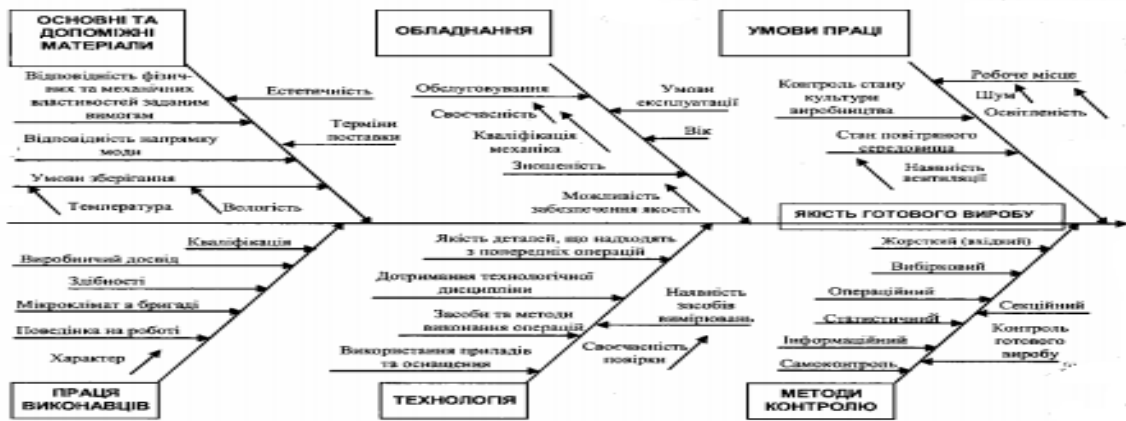 ОСНОВНІ ТА
ДОПОМІЖНІ
МАТЕРІАЛИ
ОБЛАДНАННЯ
УМОВИ ПРАЦІ
Відповідність фізич-
них та механічних
властивостей заданим
вимогам
Естетичність
Відповідність напрямку
моди
Терміни
поставки
Умови зберігання
Температура
Вологість
Обслуговування
Своєчасність
Кваліфікація
механіка
Умови
експлуатації
Вік
Зношеність
Можливість
забезпечення якості
Контроль стану
культури
виробництва
Робоче місце
Шум
Освітленість
Стан повітряного
середовища
Наявність
вентиляції
ЯКІСТЬ ГОТОВОГО ВИРОБУ
Кваліфікація
Виробничий досвід
Здібності
Мікроклімат в бригаді
Поведінка на роботі
Характер
Якість деталей, що надходять
з попередніх операцій
Дотримання технологічної
дисципліни
Засоби та методи
виконання операцій
Наявність
засобів
вимірювань
Своєчасність
повірки
Використання приладів
та оснащення
Жорсткий (вхідний)
Вибірковий
Операційний
Статистичний
Секційний
Інформаційний
Контроль
готового
виробу
Самоконтроль
ПРАЦЯ
ВИКОНАВЦІВ
ТЕХНОЛОГІЯ
МЕТОДИ
КОНТРОЛЮ